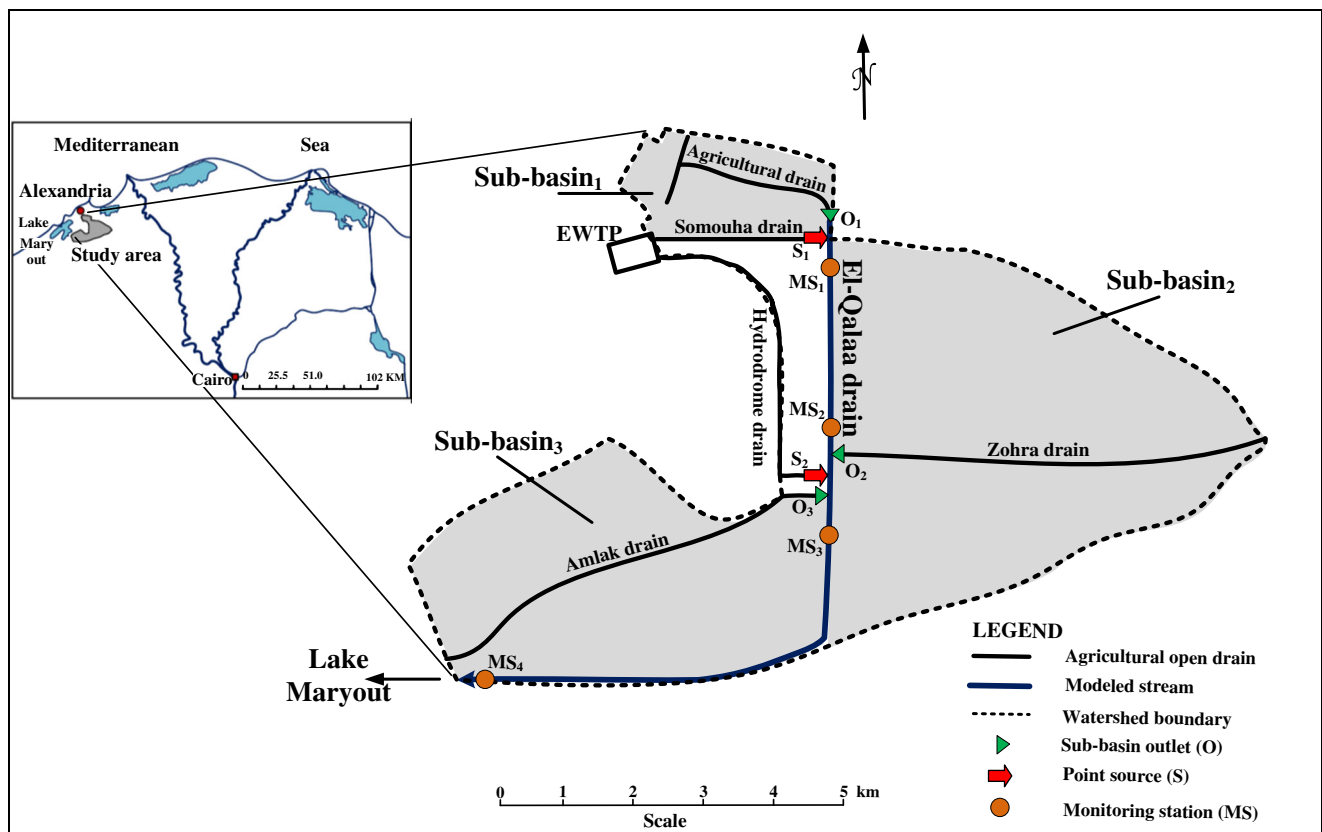 Mediterranean
Sea
Alexandria
Lake
Mary
out
Study area
Cairo
0 25.5 51.0 102 KM
N
Agricultural drain
Sub-basin1
O1
Somouha drain
EWTP
S1
MS1
El-Qalaa drain
Sub-basin2
Hydrodrome drain
MS2
Sub-basin3
S2
O2
Zohra drain
O3
Amlak drain
MS3
MS4
Lake
Maryout
LEGEND
Agricultural open drain
Modeled stream
Watershed boundary
Sub-basin outlet (O)
Point source (S)
Monitoring station (MS)
0 1 2 3 4 5 km
Scale